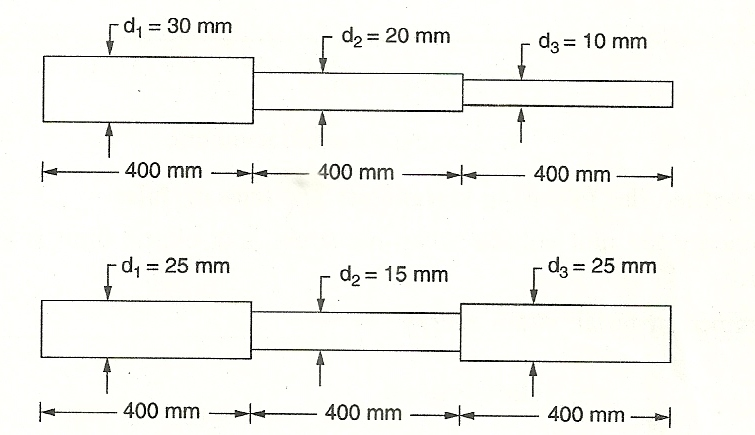 d₁ = 30 mm
d₂ = 20 mm
d₃ = 10 mm
400 mm
400 mm
400 mm
d₁ = 25 mm
d₂ = 15 mm
d₃ = 25 mm
400 mm
400 mm
400 mm